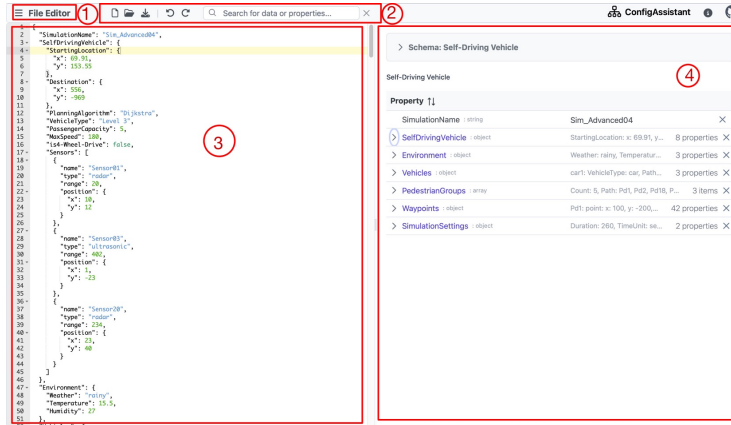 File Editor
1
Search for data or properties...
2
ConfigAssistant
1 {
2 "SimulationName": "Sim_Advanced04",
3 "SelfDrivingVehicle": {
4 "StartingLocation": {
5 "x": 69.91,
6 "y": 153.55
7 },
8 "Destination": {
9 "x": 556,
10 "y": -969
11 },
12 "PlanningAlgorithm": "Dijkstra",
13 "VehicleType": "Level 3",
14 "PassengerCapacity": 5,
15 "MaxSpeed": 180,
16 "is4-Wheel-Drive": false,
17 "Sensors": [
18 {
19 "name": "Sensor01",
20 "type": "radar",
21 "range": 20,
22 "position": {
23 "x": 10,
24 "y": 12
25 }
26 },
27 {
28 "name": "Sensor03",
29 "type": "ultrasonic",
30 "range": 402,
31 "position": {
32 "x": 1,
33 "y": -23
34 }
35 },
36 {
37 "name": "Sensor20",
38 "type": "radar",
39 "range": 234,
40 "position": {
41 "x": 23,
42 "y": 40
43 }
44 }
45 ]
46 },
47 "Environment": {
48 "Weather": "rainy",
49 "Temperature": 15.5,
50 "Humidity": 27
51 },
3
Schema: Self-Driving Vehicle
4
Self-Driving Vehicle
Property
SimulationName : string Sim_Advanced04
SelfDrivingVehicle : object StartingLocation: x: 69.91, y... 8 properties
Environment : object Weather: rainy, Temperatur... 3 properties
Vehicles : object car1: VehicleType: car, Path... 3 properties
PedestrianGroups : array Count: 5, Path: Pd1, Pd2, Pd18, P... 3 items
Waypoints : object Pd1: point: x: 100, y: -200,... 42 properties
SimulationSettings : object Duration: 260, TimeUnit: se... 2 properties